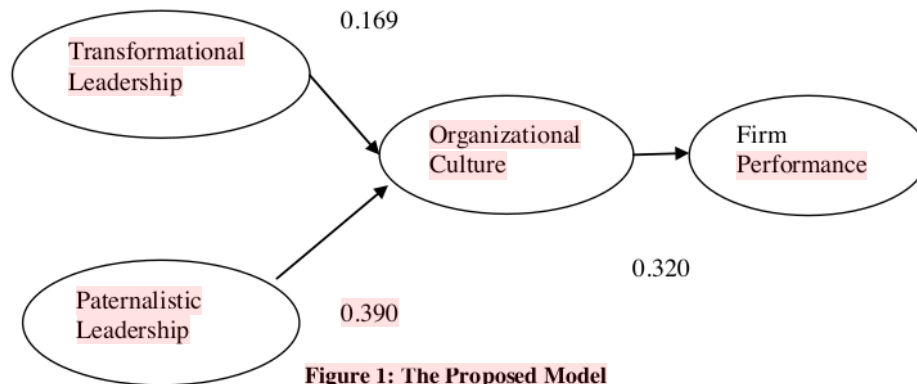 0.169
Transformational
Leadership
Organizational
Culture
Firm
Performance
0.320
Paternalistic
Leadership
0.390
Figure 1: The Proposed Model